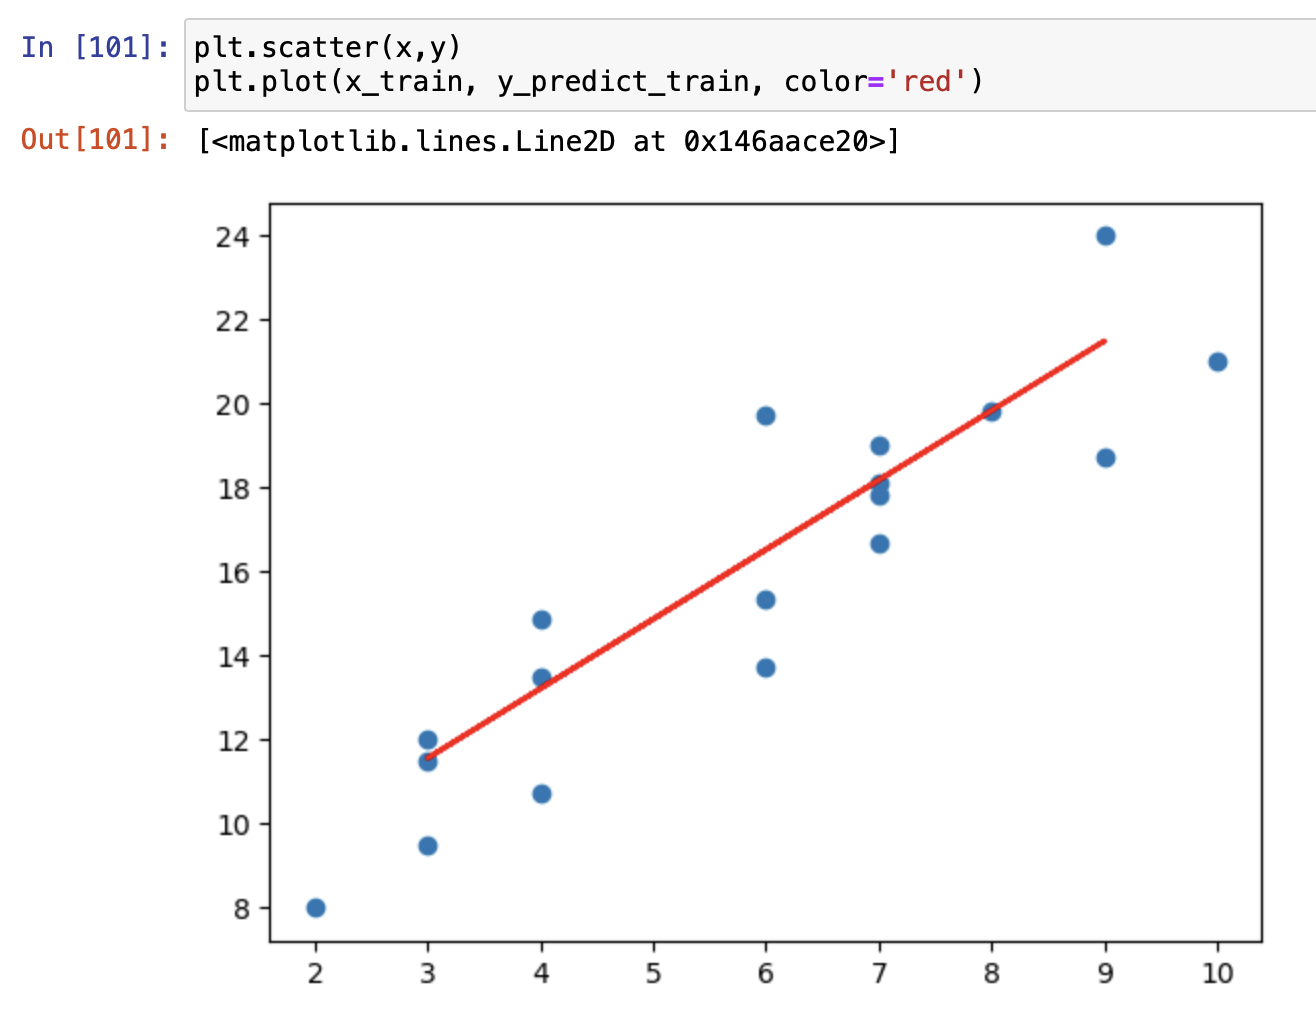 In [101]: plt.scatter(x,y)
plt.plot(x_train, y_predict_train, color='red')
Out[101]: [<matplotlib.lines.Line2D at 0x146aace20>]
24
22
20
18
16
14
12
10
8
2 3 4 5 6 7 8 9 10